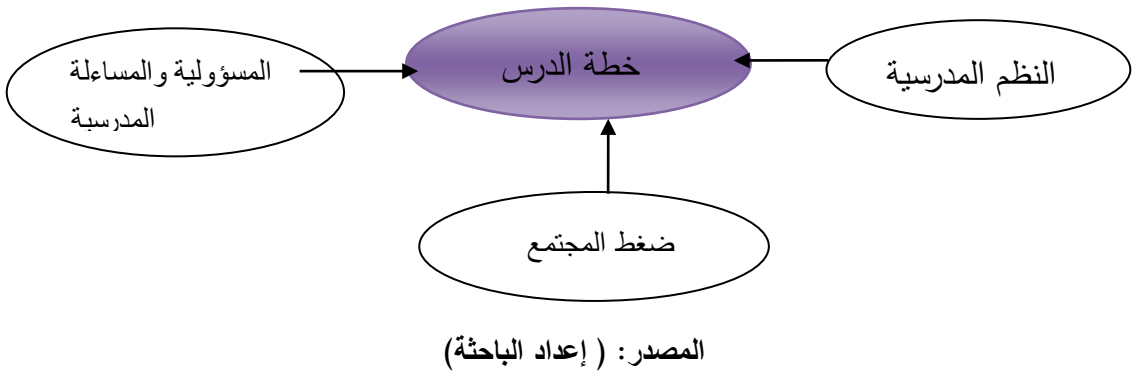 خطة الدرس
النظم المدرسية
المسؤولية والمساءلة
المدرسية
ضغط المجتمع
المصدر: ( إعداد الباحثة)